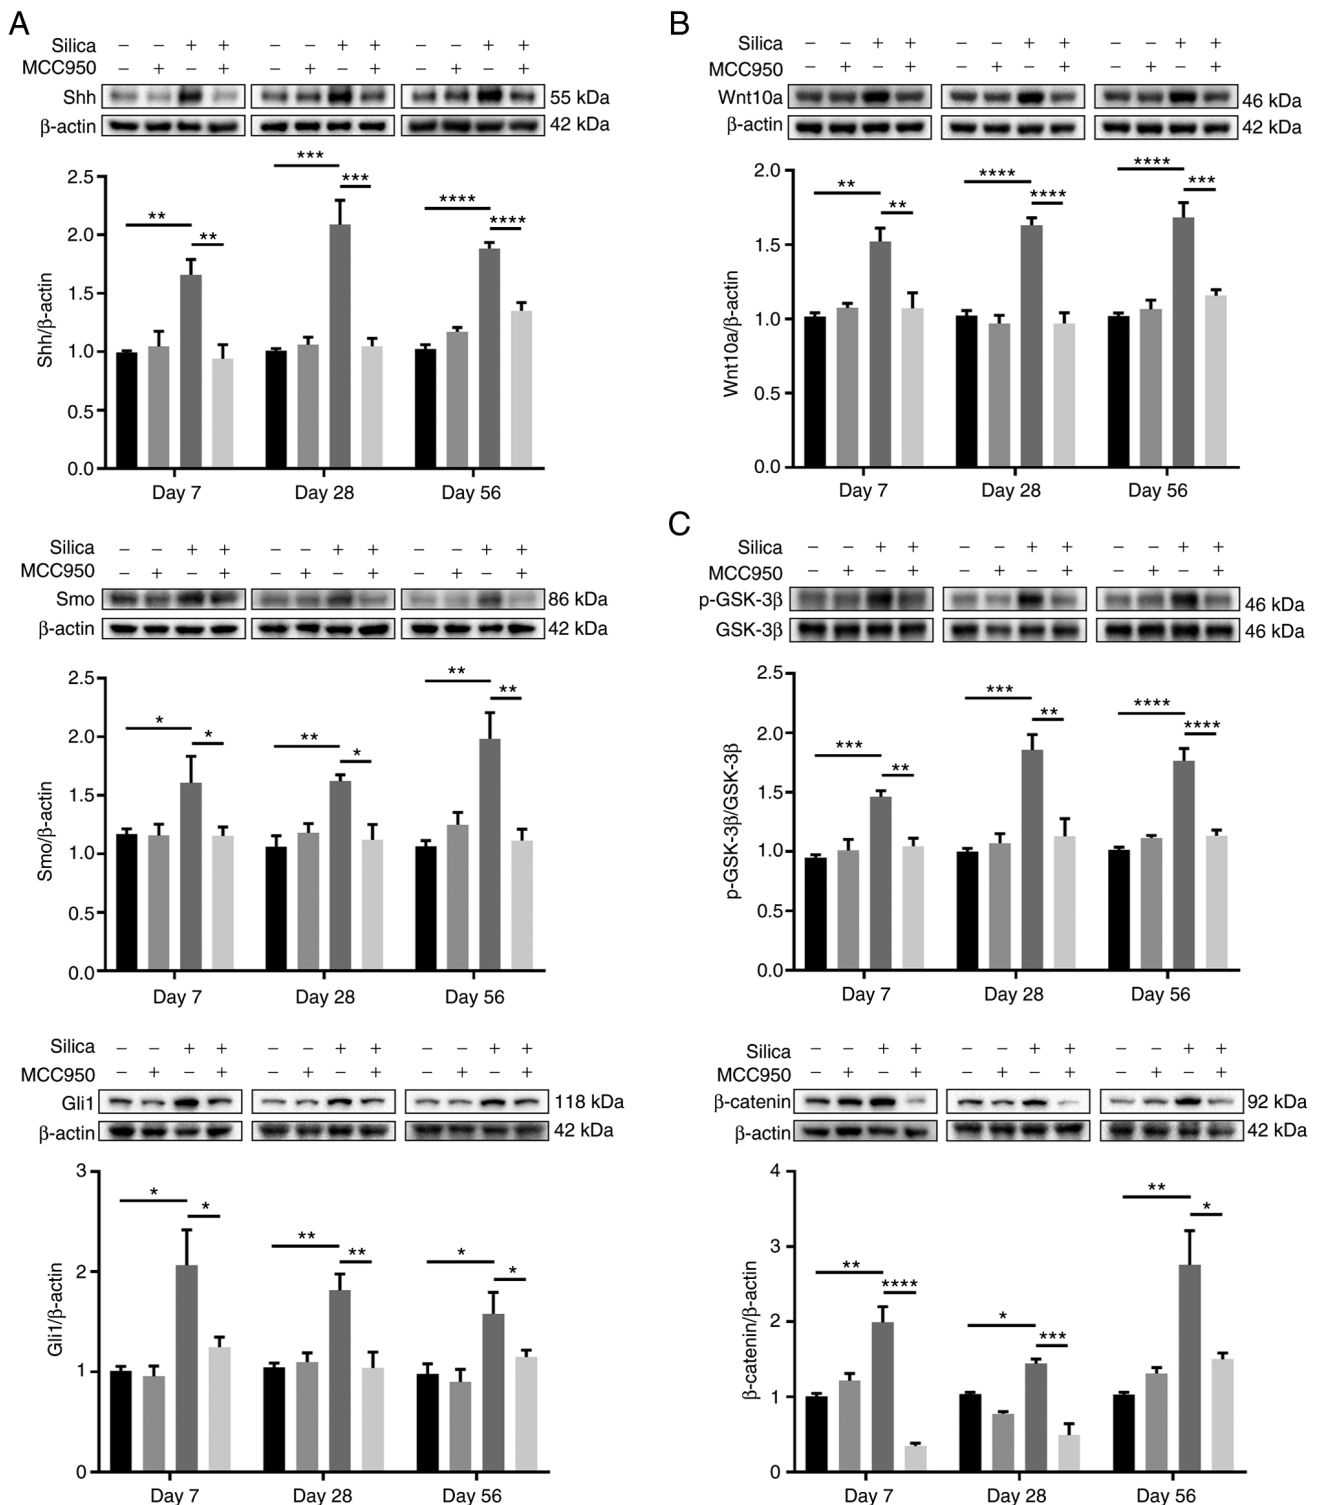 A
Silica − − + +   − − + +   − − + +
MCC950 − + − +   − + − +   − + − +
Shh 55 kDa
β-actin 42 kDa
*** *** ** ** **** ****
2.5
2.0
1.5
1.0
0.5
0.0
Shh/β-actin
Day 7 Day 28 Day 56
Silica − − + +   − − + +   − − + +
MCC950 − + − +   − + − +   − + − +
Smo 86 kDa
β-actin 42 kDa
* * ** * ** **
2.5
2.0
1.5
1.0
0.5
0.0
Smo/β-actin
Day 7 Day 28 Day 56
Silica − − + +   − − + +   − − + +
MCC950 − + − +   − + − +   − + − +
Gli1 118 kDa
β-actin 42 kDa
* * ** ** * *
3
2
1
0
Gli1/β-actin
Day 7 Day 28 Day 56
B
Silica − − + +   − − + +   − − + +
MCC950 − + − +   − + − +   − + − +
Wnt10a 46 kDa
β-actin 42 kDa
** ** **** **** **** ***
2.0
1.5
1.0
0.5
0.0
Wnt10a/β-actin
Day 7 Day 28 Day 56
C
Silica − − + +   − − + +   − − + +
MCC950 − + − +   − + − +   − + − +
p-GSK-3β 46 kDa
GSK-3β 46 kDa
*** ** *** ** **** ****
2.5
2.0
1.5
1.0
0.5
0.0
p-GSK-3β/GSK-3β
Day 7 Day 28 Day 56
Silica − − + +   − − + +   − − + +
MCC950 − + − +   − + − +   − + − +
β-catenin 92 kDa
β-actin 42 kDa
** **** * *** ** *
4
3
2
1
0
β-catenin/β-actin
Day 7 Day 28 Day 56